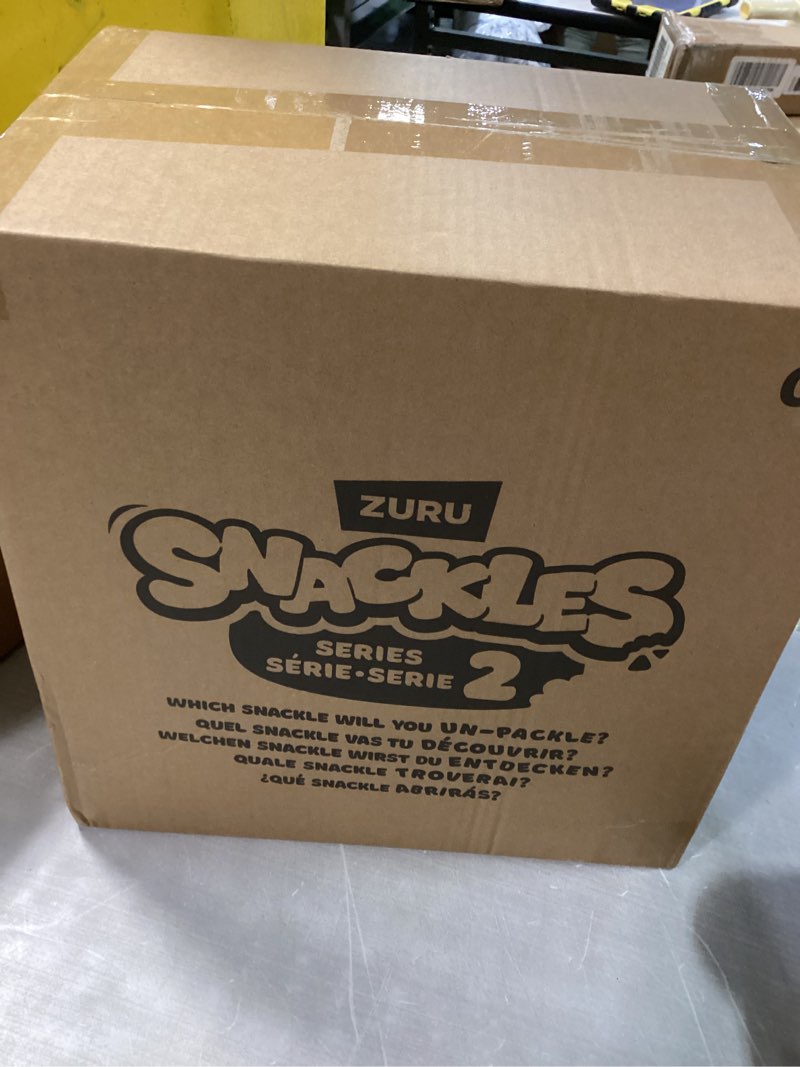 ZURU
SNACKLES
SERIES
SÉRIE•SERIE 2
WHICH SNACKLE WILL YOU UN-PACKLE?
QUEL SNACKLE VAS TU DÉCOUVRIR?
WELCHEN SNACKLE WIRST DU ENTDECKEN?
QUALE SNACKLE TROVERAI?
¿QUÉ SNACKLE ABRIRÁS?